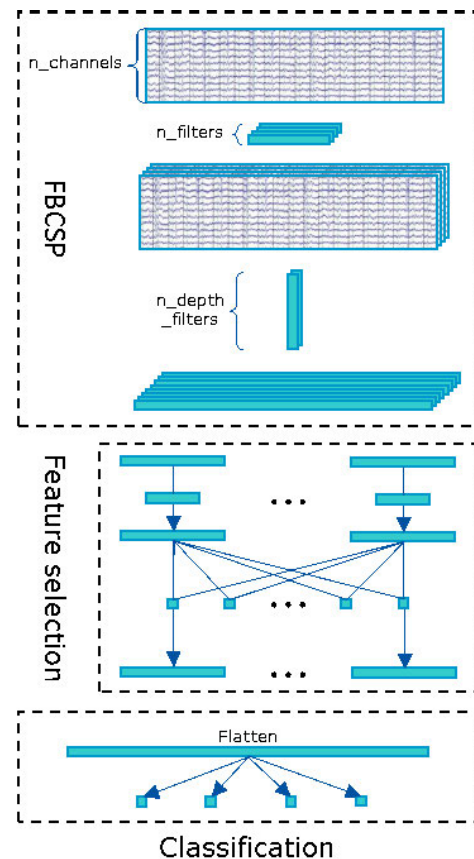 n_channels
n_filters
FBCSP
n_depth
_filters
Feature selection
Flatten
Classification